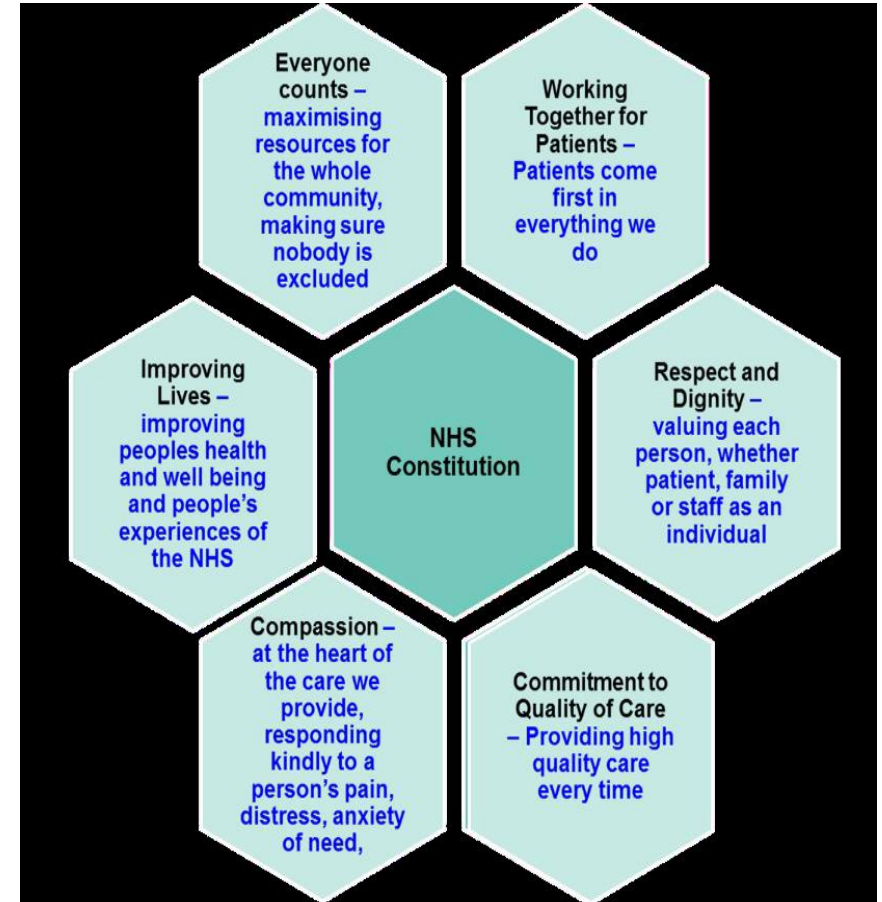 Everyone
counts –
maximising
resources for
the whole
community,
making sure
nobody is
excluded
Working
Together for
Patients –
Patients come
first in
everything we
do
Improving
Lives –
improving
peoples health
and well being
and people’s
experiences of
the NHS
NHS
Constitution
Respect and
Dignity –
valuing each
person, whether
patient, family
or staff as an
individual
Compassion –
at the heart of
the care we
provide,
responding
kindly to a
person’s pain,
distress, anxiety
of need,
Commitment to
Quality of Care
– Providing high
quality care
every time